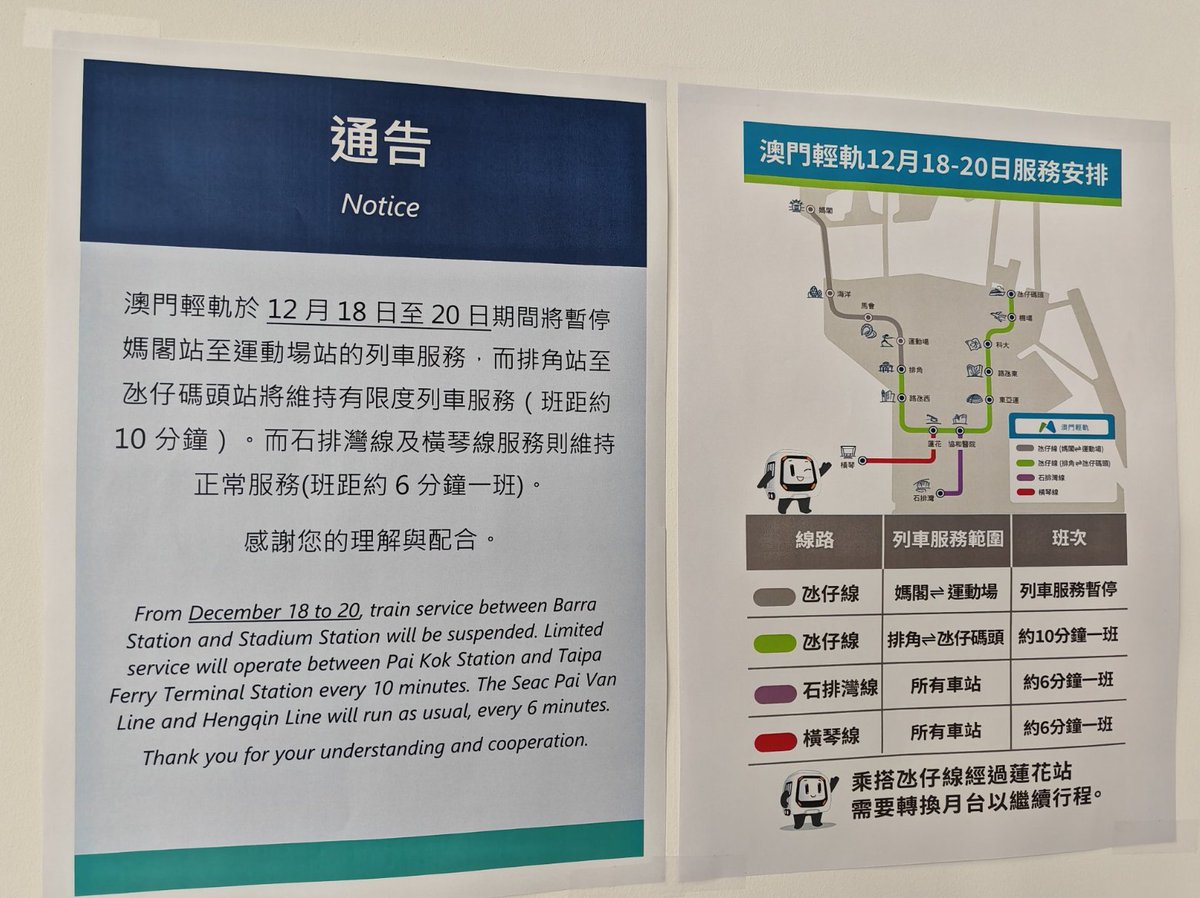 通告
Notice
澳門輕軌於 12 月 18 日至 20 日期間將暫停
媽閣站至運動場站的列車服務，而排角站至
氹仔碼頭站將維持有限度列車服務（班距約
10 分鐘）。而石排灣線及橫琴線服務則維持
正常服務(班距約 6 分鐘一班)。
感謝您的理解與配合。
From December 18 to 20, train service between Barra
Station and Stadium Station will be suspended. Limited
service will operate between Pai Kok Station and Taipa
Ferry Terminal Station every 10 minutes. The Seac Pai Van
Line and Hengqin Line will run as usual, every 6 minutes.
Thank you for your understanding and cooperation.
澳門輕軌12月18-20日服務安排
媽閣
海洋
馬會
運動場
排角
路氹西
蓮花
協和醫院
東亞運
路氹東
科大
機場
氹仔碼頭
橫琴
石排灣
澳門輕軌
氹仔線 (媽閣⇌運動場)
氹仔線 (排角⇌氹仔碼頭)
石排灣線
橫琴線
線路 列車服務範圍 班次
氹仔線 媽閣⇌運動場 列車服務暫停
氹仔線 排角⇌氹仔碼頭 約10分鐘一班
石排灣線 所有車站 約6分鐘一班
橫琴線 所有車站 約6分鐘一班
乘搭氹仔線經過蓮花站
需要轉換月台以繼續行程。